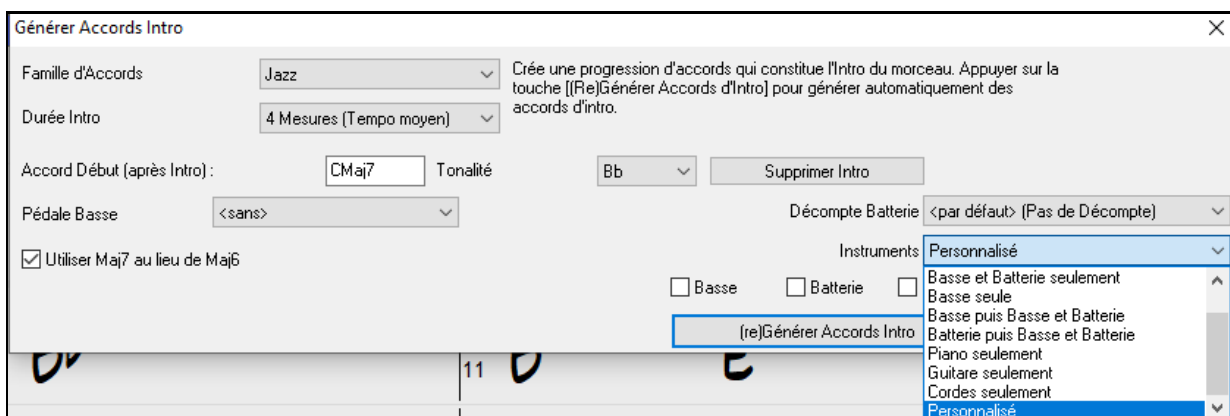 Générer Accords Intro
Famille d'Accords
Jazz
Crée une progression d'accords qui constitue l'Intro du morceau. Appuyer sur la
touche [(Re)Générer Accords d'Intro] pour générer automatiquement des
accords d'intro.
Durée Intro
4 Mesures (Tempo moyen)
Accord Début (après Intro) :
CMaj7
Tonalité
Bb
Supprimer Intro
Pédale Basse
<sans>
Décompte Batterie
<par défaut> (Pas de Décompte)
Utiliser Maj7 au lieu de Maj6
Instruments
Personnalisé
Basse
Batterie
(re)Générer Accords Intro
Basse et Batterie seulement
Basse seule
Basse puis Basse et Batterie
Batterie puis Basse et Batterie
Piano seulement
Guitare seulement
Cordes seulement
Personnalisé
11